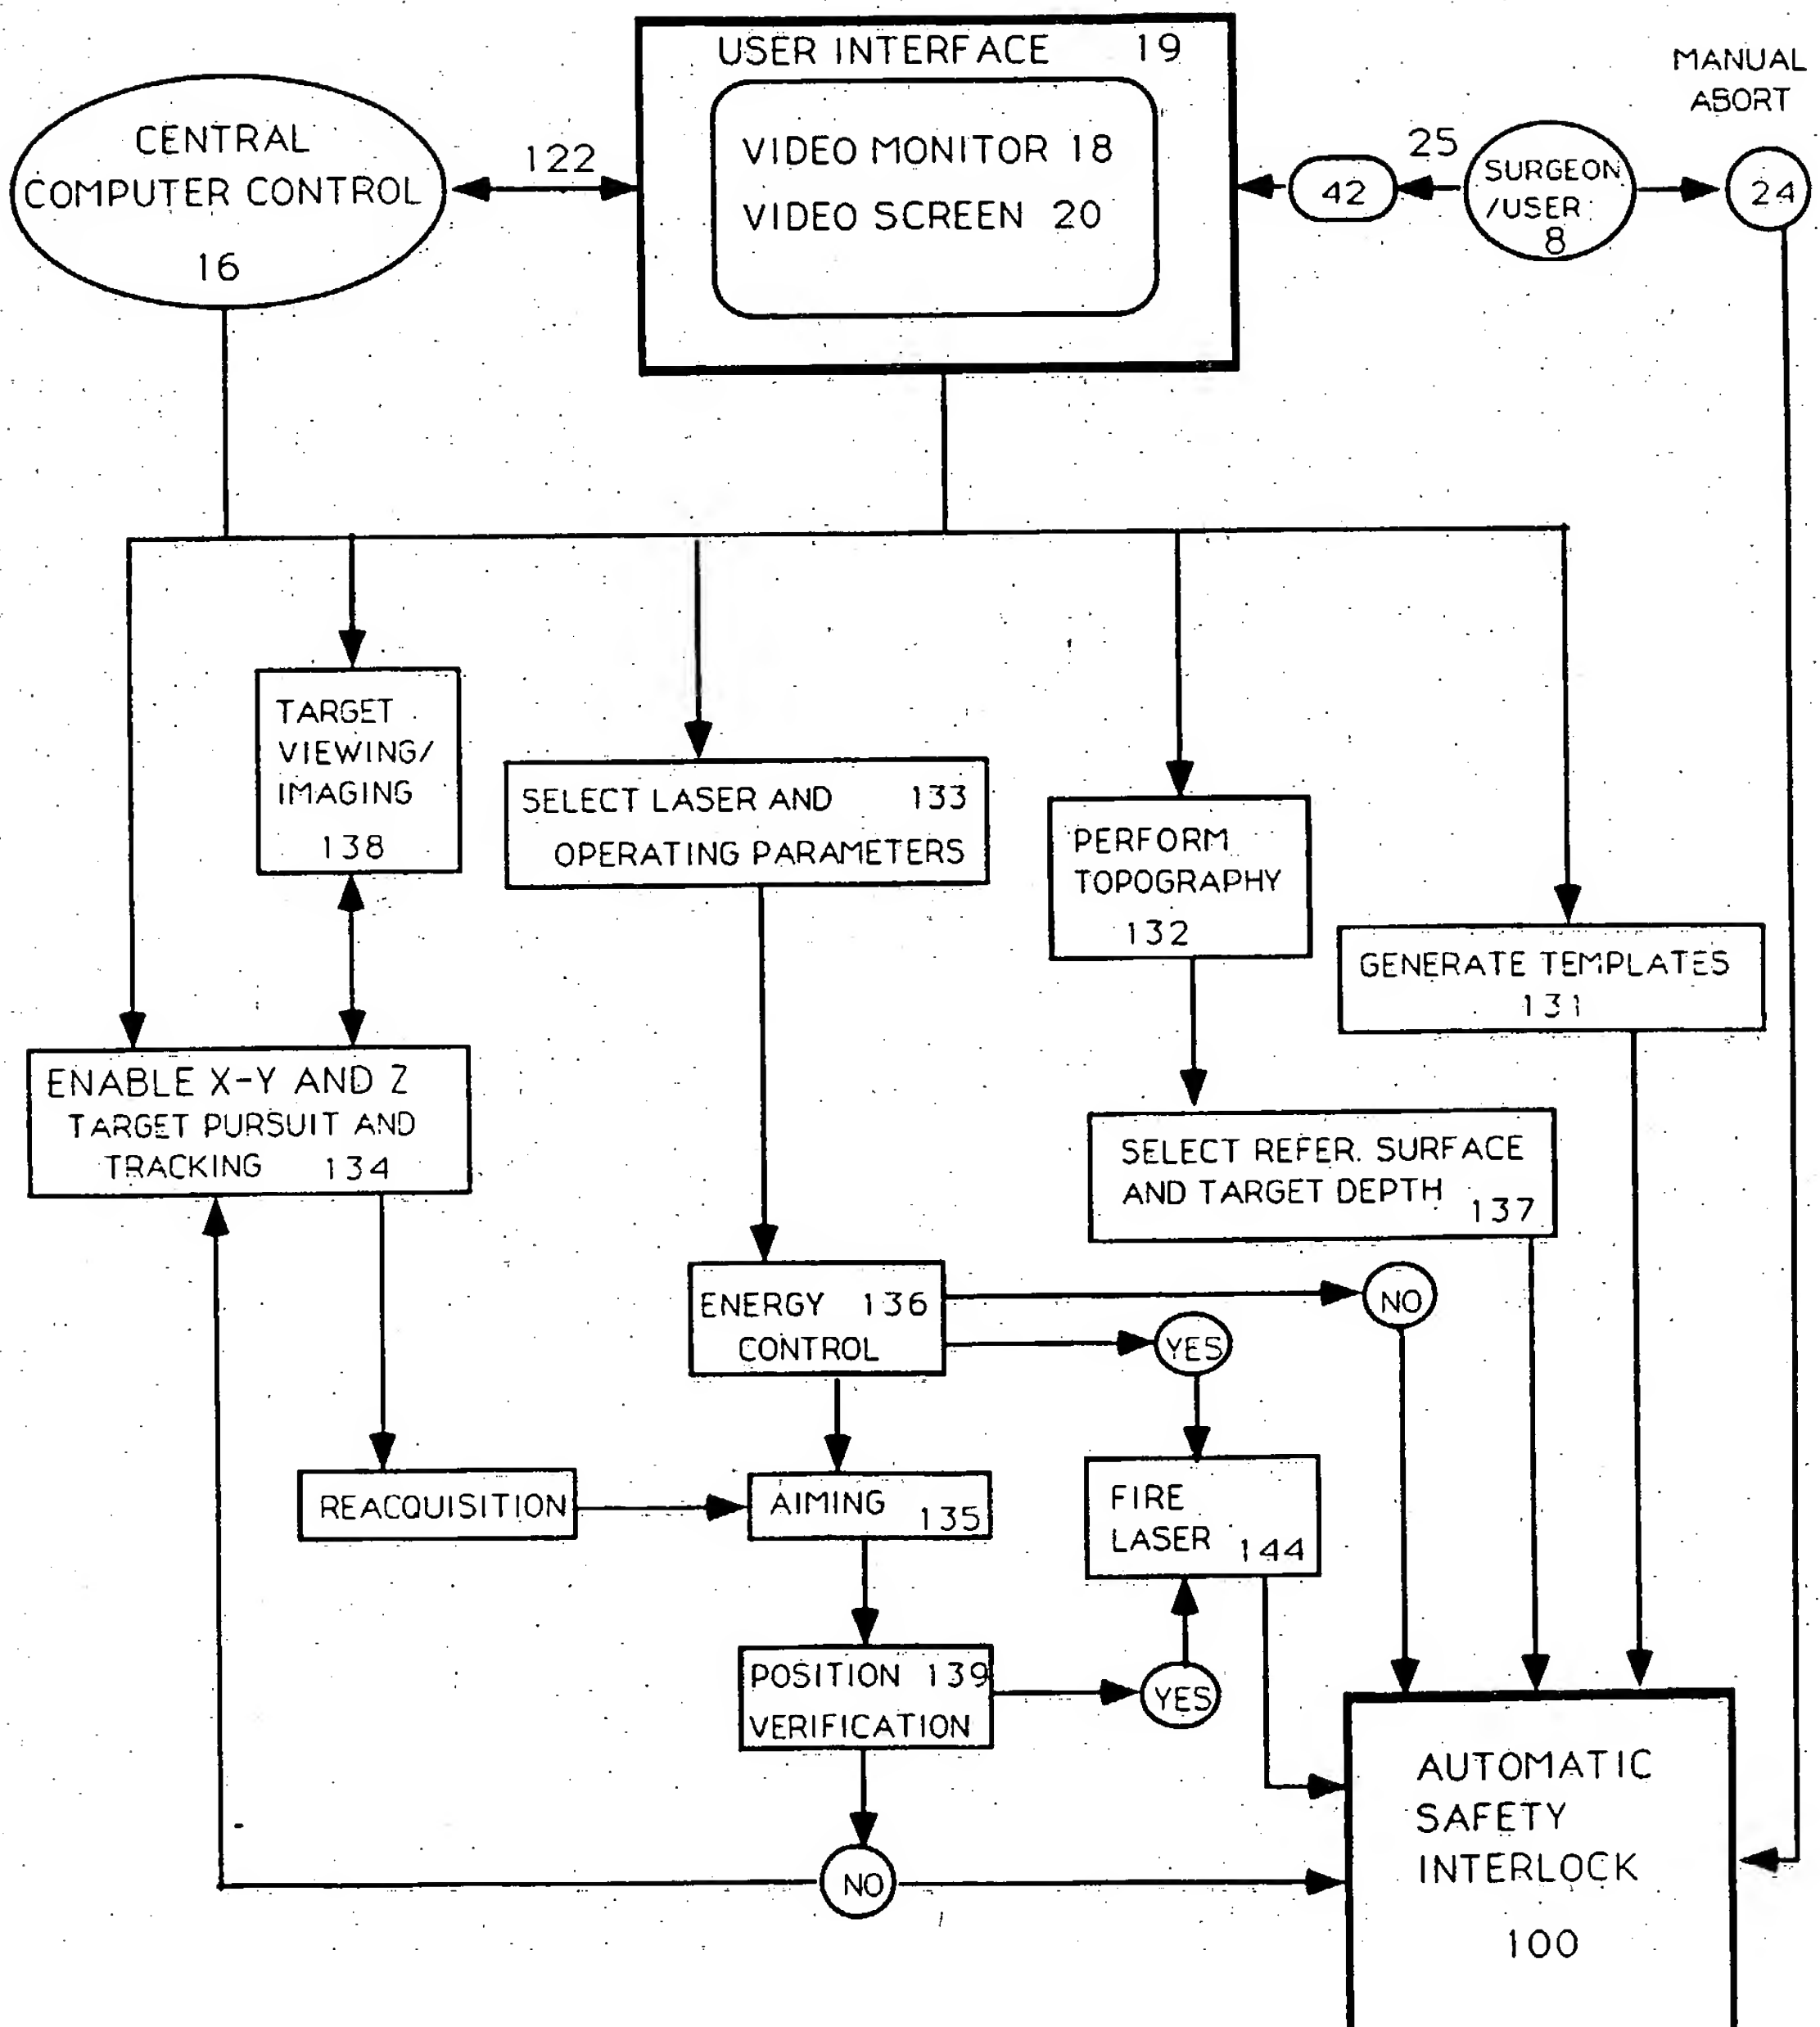 USER INTERFACE 19
MANUAL
ABORT
CENTRAL
COMPUTER CONTROL
16
122
VIDEO MONITOR 18
VIDEO SCREEN 20
42
25
SURGEON
/USER
8
24
TARGET
VIEWING/
IMAGING
138
SELECT LASER AND 133
OPERATING PARAMETERS
PERFORM
TOPOGRAPHY
132
GENERATE TEMPLATES
131
ENABLE X-Y AND Z
TARGET PURSUIT AND
TRACKING 134
SELECT REFER. SURFACE
AND TARGET DEPTH 137
ENERGY 136
CONTROL
NO
YES
REACQUISITION
AIMING 135
FIRE
LASER 144
POSITION 139
VERIFICATION
YES
NO
AUTOMATIC
SAFETY
INTERLOCK
100